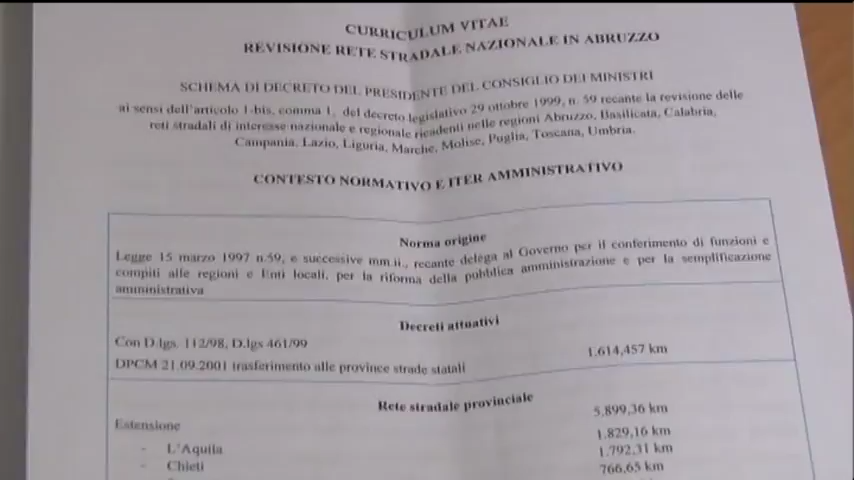 CURRICULUM VITAE
REVISIONE RETE STRADALE NAZIONALE IN ABRUZZO
SCHEMA DI DECRETO DEL PRESIDENTE DEL CONSIGLIO DEI MINISTRI
ai sensi dell'articolo 1-bis, comma 1, del decreto legislativo 29 ottobre 1999, n. 59 recante la revisione delle
reti stradali di interesse nazionale e regionale ricadenti nelle regioni Abruzzo, Basilicata, Calabria,
Campania, Lazio, Liguria, Marche, Molise, Puglia, Toscana, Umbria.
CONTESTO NORMATIVO E ITER AMMINISTRATIVO
Norma origine
Legge 15 marzo 1997 n.59, e successive mm.ii., recante delega al Governo per il conferimento di funzioni e
compiti alle regioni e Enti locali, per la riforma della pubblica amministrazione e per la semplificazione
amministrativa
Decreti attuativi
Con D.lgs. 112/98, D.lgs 461/99
1.614,457 km
DPCM 21.09.2001 trasferimento alle province strade statali
Rete stradale provinciale
Estensione 5.899,36 km
- L'Aquila 1.829,16 km
- Chieti 1.792,31 km
766,65 km